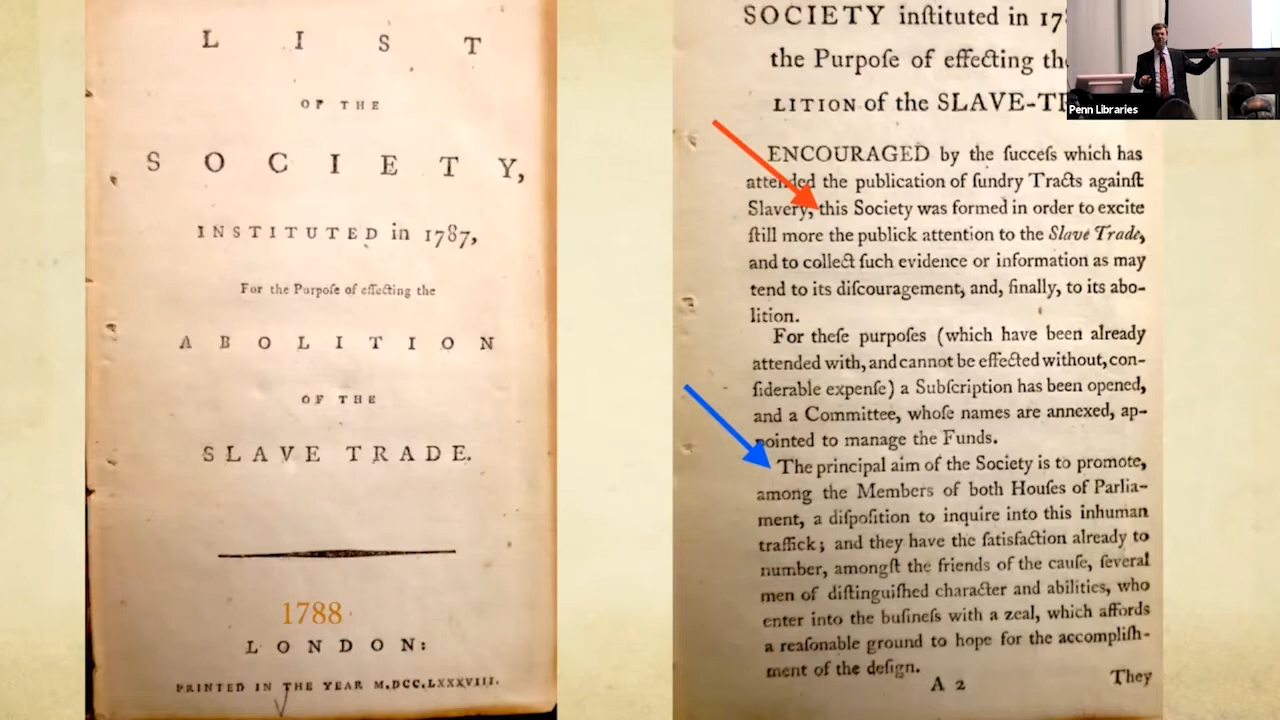 L I S T
OF THE
S O C I E T Y,
INSTITUTED in 1787,
For the Purpoſe of effecting the
A B O L I T I O N
OF THE
SLAVE TRADE.
1788
LONDON:
PRINTED IN THE YEAR M.DCC.LXXXVIII.
SOCIETY inſtituted in
the Purpoſe of effecting
LITION of the
ENCOURAGED by the ſucceſs which has
attended the publication of ſundry Tracts againſt
Slavery, this Society was formed in order to excite
ſtill more the publick attention to the Slave Trade,
and to collect ſuch evidence or information as may
tend to its diſcouragement, and, finally, to its abo-
lition.
For theſe purpoſes (which have been already
attended with, and cannot be effected without, con-
ſiderable expenſe) a Subſcription has been opened,
and a Committee, whoſe names are annexed, ap-
pointed to manage the Funds.
The principal aim of the Society is to promote,
among the Members of both Houſes of Parlia-
ment, a diſpoſition to inquire into this inhuman
traffick; and they have the ſatisfaction already to
number, amongſt the friends of the cauſe, ſeveral
men of diſtinguiſhed character and abilities, who
enter into the buſineſs with a zeal, which affords
a reaſonable ground to hope for the accompliſh-
ment of the deſign.
A 2
They
Penn Libraries